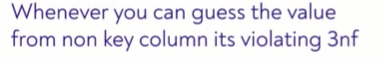 Whenever you can guess the value
from non key column its violating 3nf